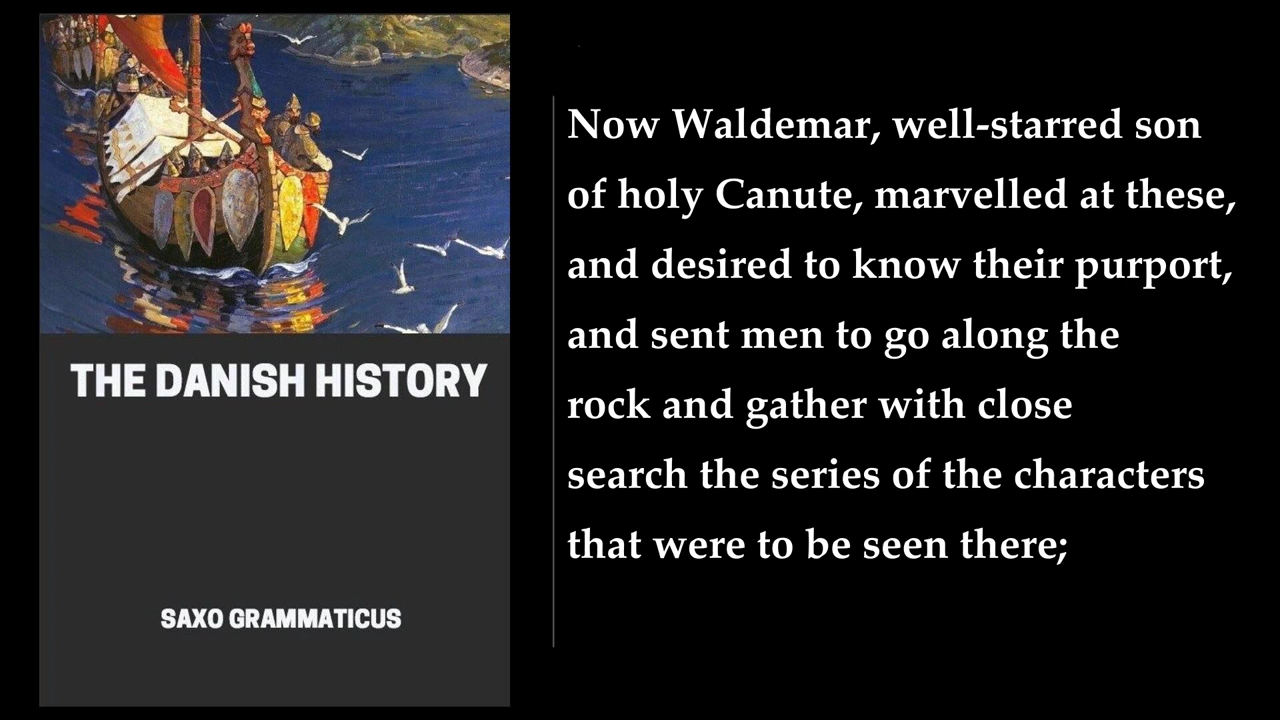 THE DANISH HISTORY
SAXO GRAMMATICUS
Now Waldemar, well-starred son
of holy Canute, marvelled at these,
and desired to know their purport,
and sent men to go along the
rock and gather with close
search the series of the characters
that were to be seen there;